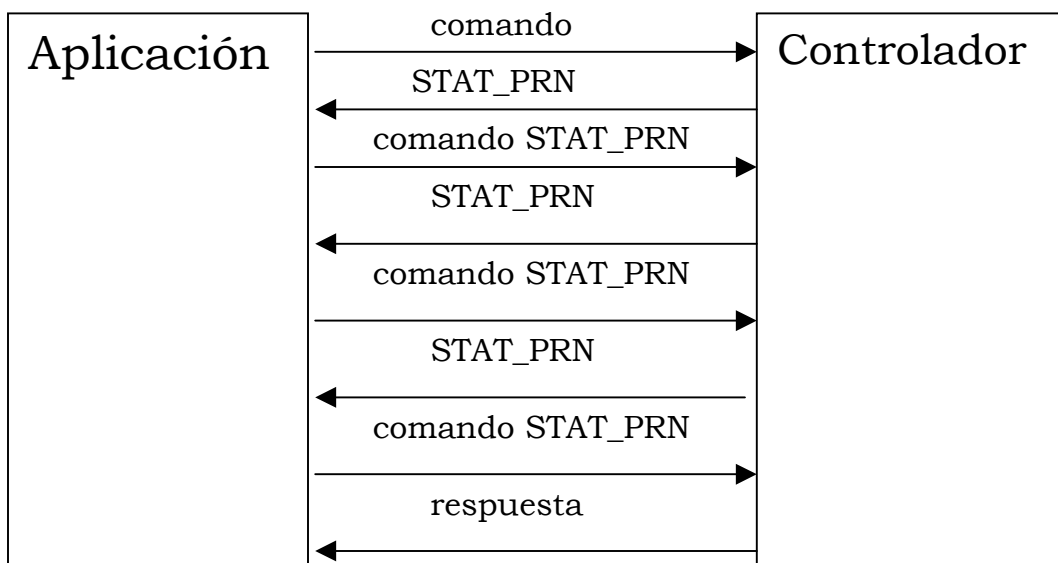 Aplicación
Controlador
comando
STAT_PRN
comando STAT_PRN
STAT_PRN
comando STAT_PRN
STAT_PRN
comando STAT_PRN
respuesta